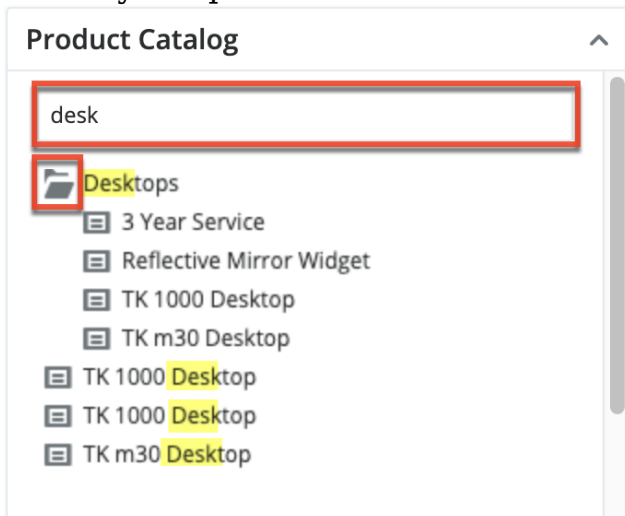 Product Catalog
desk
Desktops
3 Year Service
Reflective Mirror Widget
TK 1000 Desktop
TK m30 Desktop
TK 1000 Desktop
TK 1000 Desktop
TK m30 Desktop